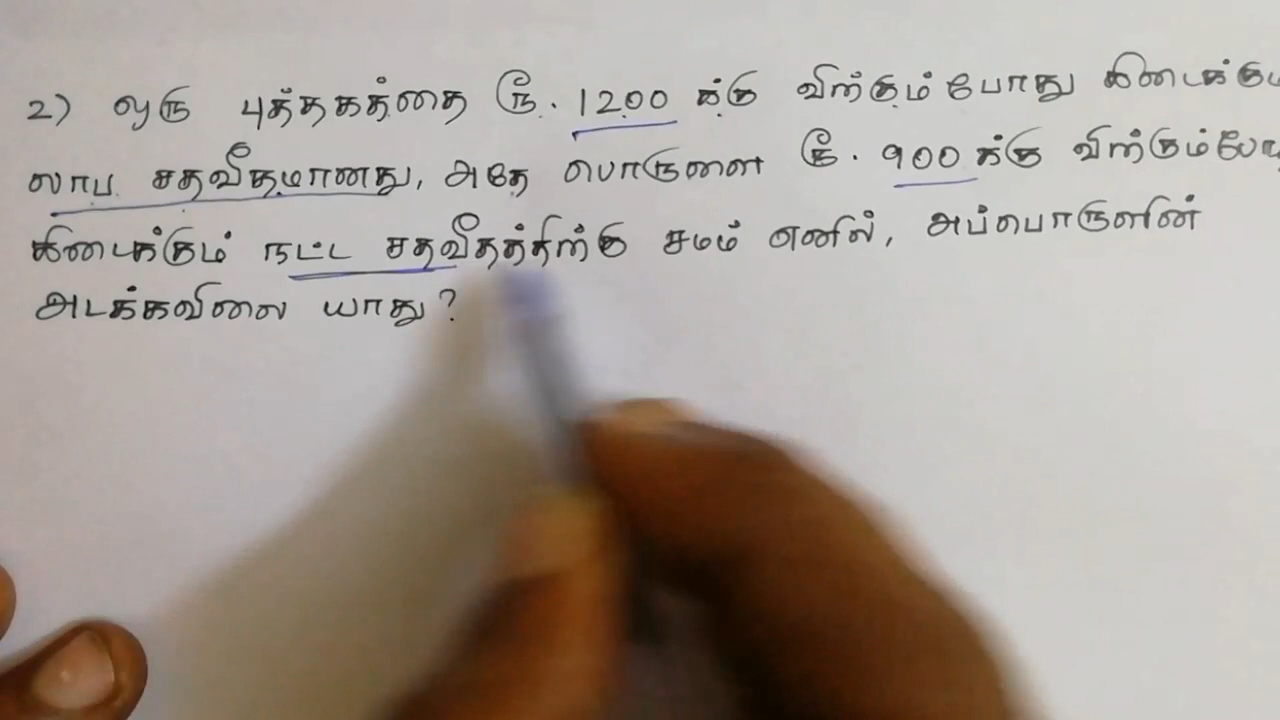 2) ஒரு புத்தகத்தை ரூ. 1200 க்கு விற்கும்போது கிடைக்கும்
லாப சதவீதமானது, அதே பொருளை ரூ. 900 க்கு
கிடைக்கும் நட்ட சதவீதத்திற்கு சமம் எனில், அப்பொருளின்
அடக்கவிலை யாது?